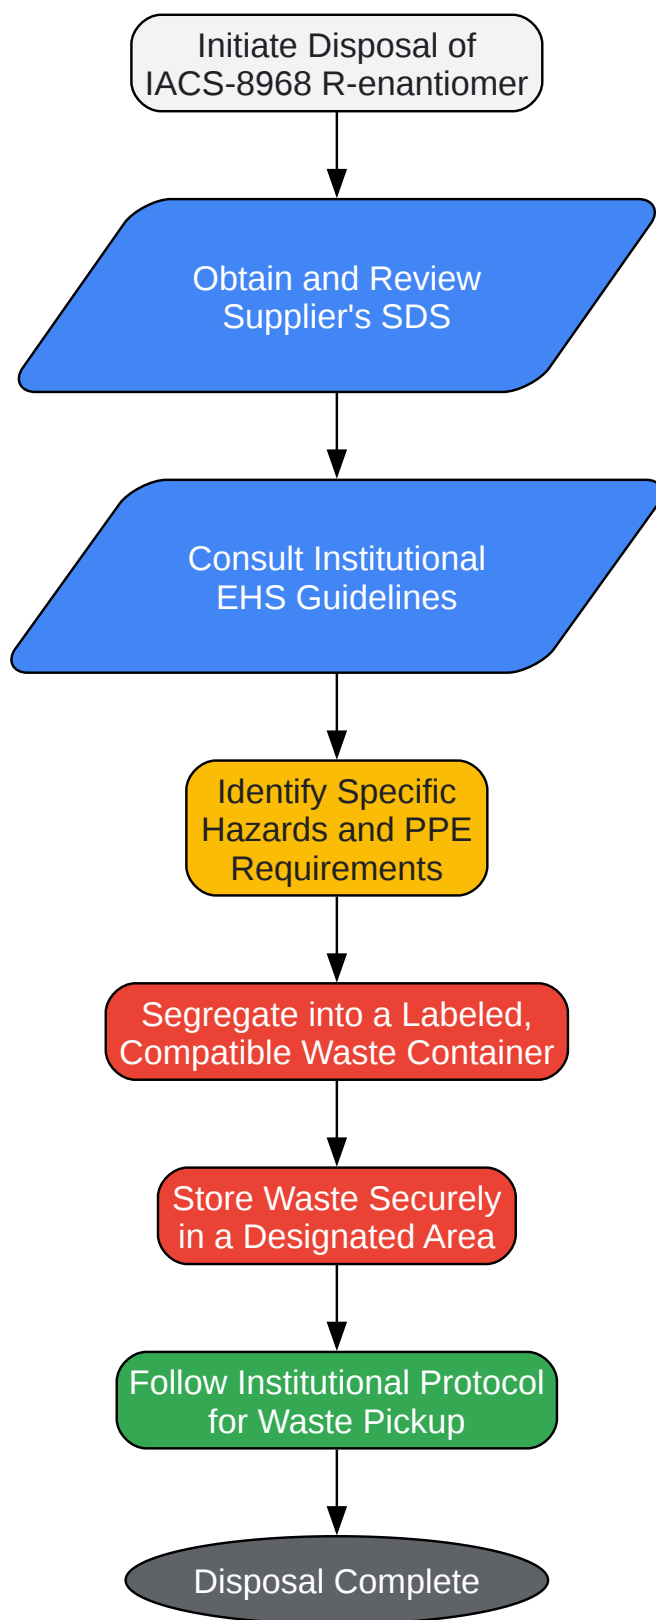 Initiate Disposal of
IACS-8968 R-enantiomer
Obtain and Review
Supplier's SDS
Consult Institutional
EHS Guidelines
Identify Specific
Hazards and PPE
Requirements
Segregate into a Labeled,
Compatible Waste Container
Store Waste Securely
in a Designated Area
Follow Institutional Protocol
for Waste Pickup
Disposal Complete